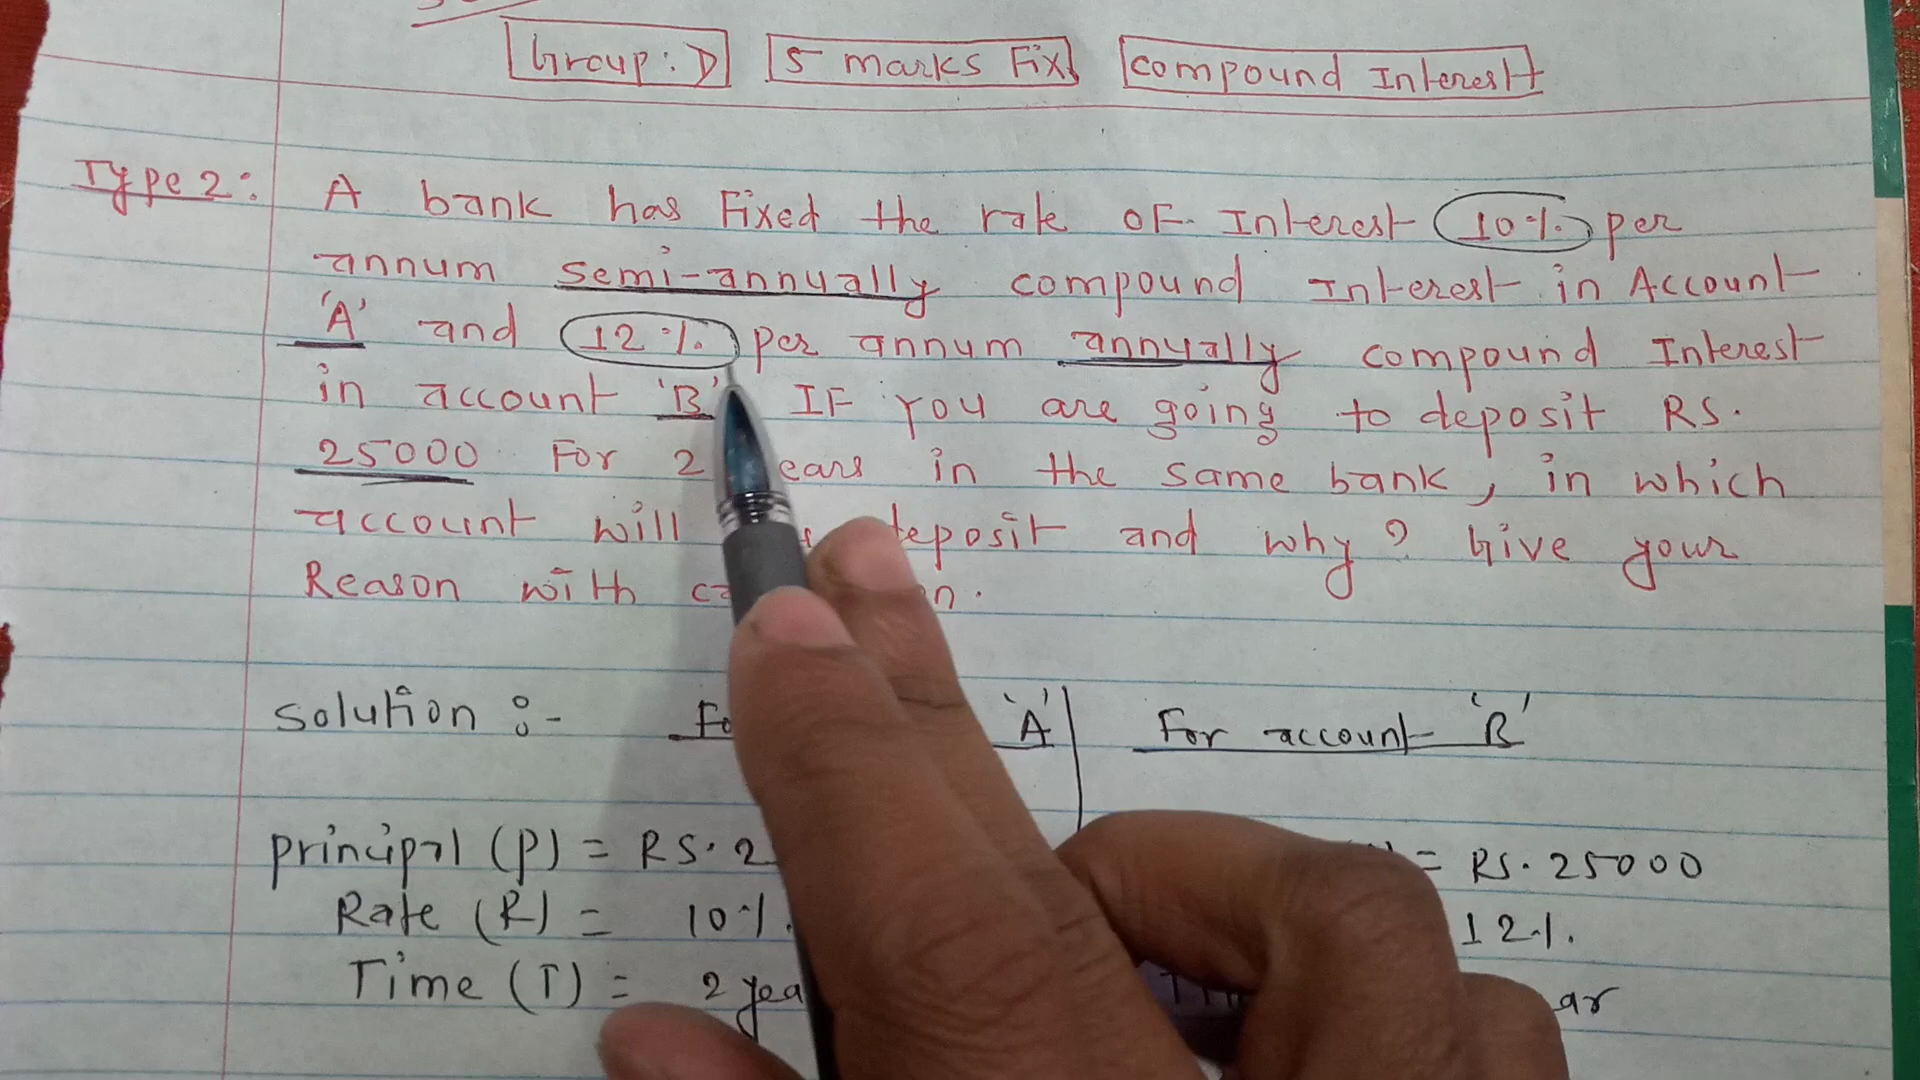 Group: D 5 marks Fix compound Interest
Type 2: A bank has Fixed the rate OF Interest 10% per
annum semi-annually compound Interest in Account
'A' and 12% per annum annually compound Interest
in account 'B' IF you are going to deposit RS.
25000 For 2 ears in the same bank, in which
account will deposit and why? Give your
Reason with n.
Solution :- 'A' For account 'B'
principal (P) = RS. 2 = RS. 25000
Rate (R) = 10%. 12%.
Time (T) = 2 yea ar